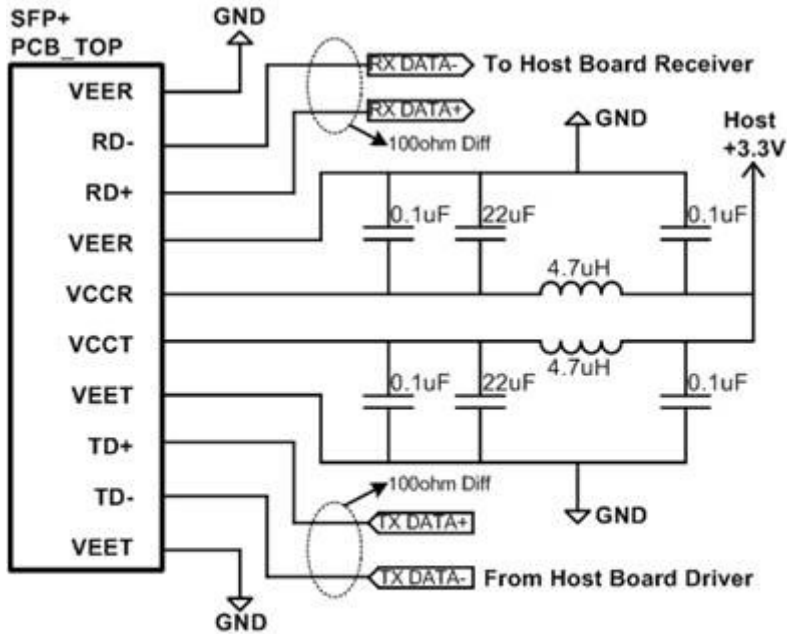 SFP+
PCB_TOP
GND
VEER
RX DATA-
To Host Board Receiver
RD-
RX DATA+
100ohm Diff
GND
Host
+3.3V
RD+
VEER
0.1uF
22uF
0.1uF
4.7uH
VCCR
VCCT
4.7uH
VEET
0.1uF
22uF
0.1uF
TD+
100ohm Diff
TD-
TX DATA+
GND
VEET
TX DATA-
From Host Board Driver
GND